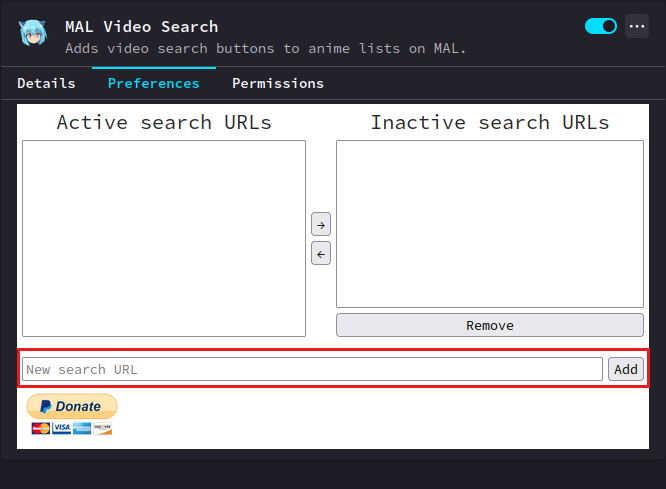 MAL Video Search
Adds video search buttons to anime lists on MAL.
Details Preferences Permissions
Active search URLs
Inactive search URLs
→
←
Remove
New search URL
Add
Donate
MasterCard VISA
DISCOVER